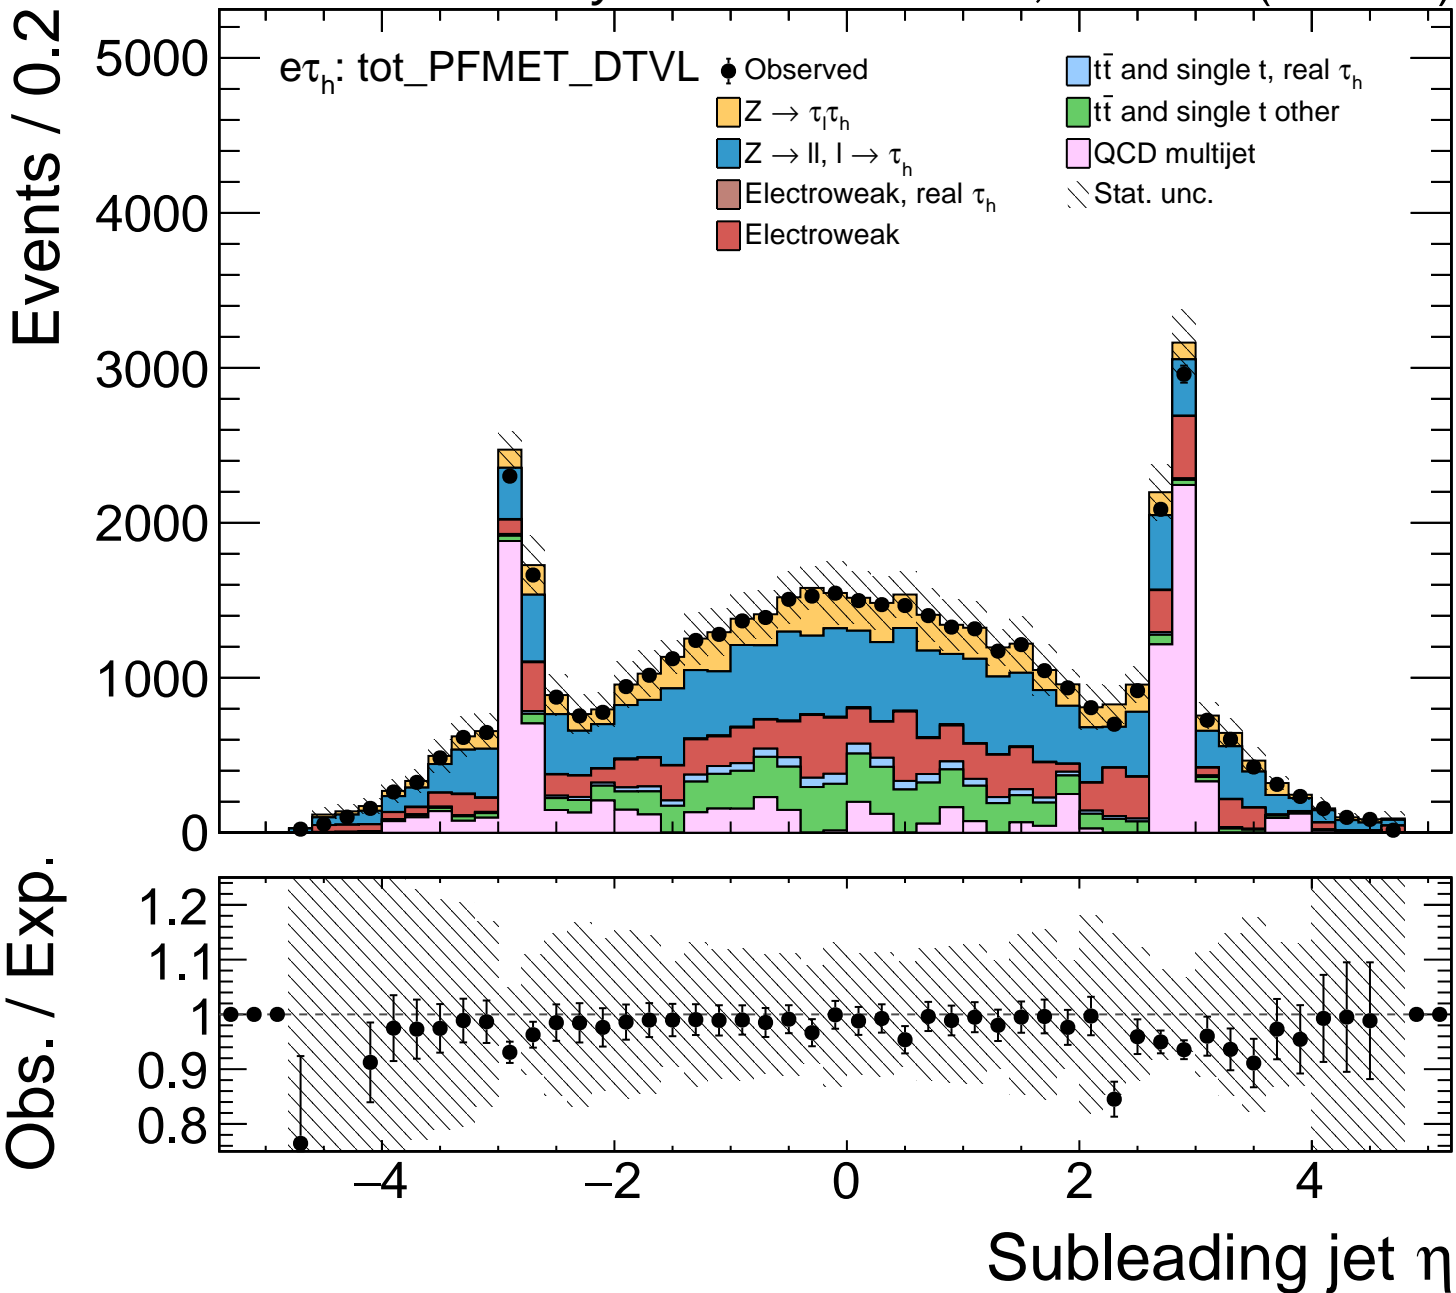 Events / 0.2
5000
4000
3000
2000
1000
0
eτh: tot_PFMET_DTVL
Observed
Z → τlτh
Z → ll, l → τh
Electroweak, real τh
Electroweak
tt̄ and single t, real τh
tt̄ and single t other
QCD multijet
Stat. unc.
Obs. / Exp.
1.2
1.1
1
0.9
0.8
−4 −2 0 2 4
Subleading jet η